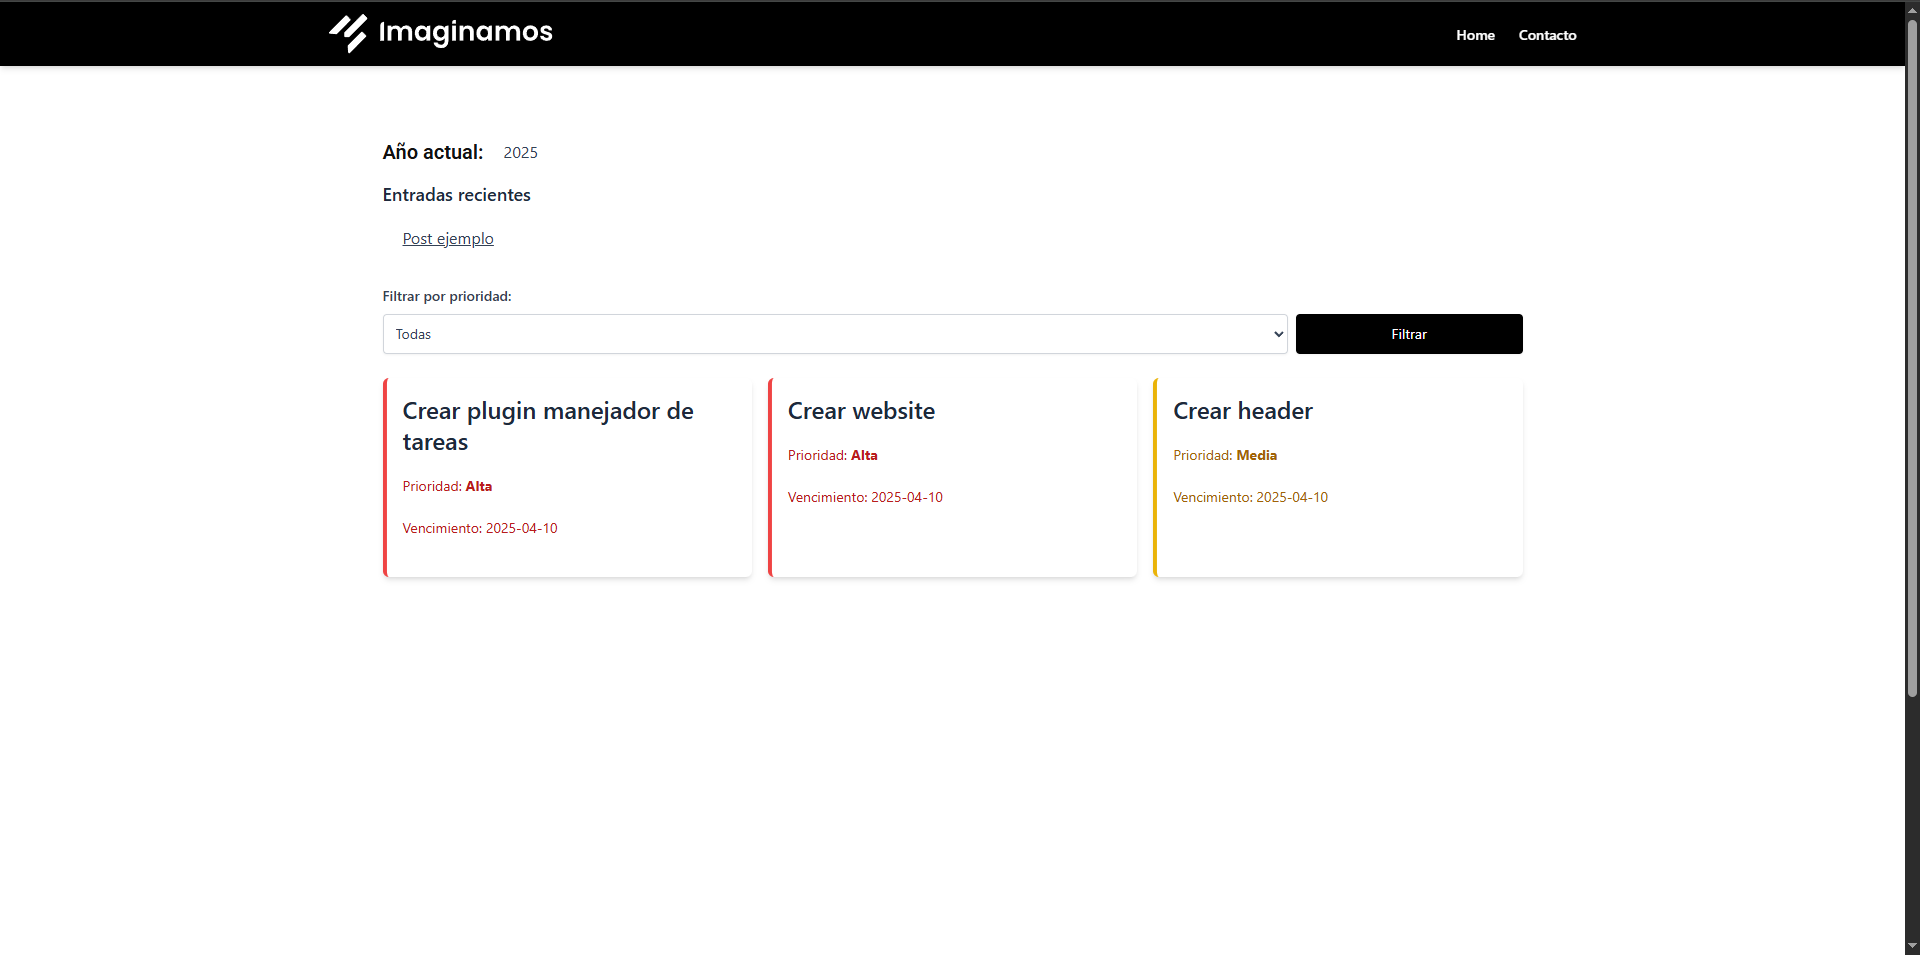 Imaginamos
Home
Contacto
Año actual: 2025
Entradas recientes
Post ejemplo
Filtrar por prioridad:
Todas
Filtrar
Crear plugin manejador de
tareas
Prioridad: Alta
Vencimiento: 2025-04-10
Crear website
Prioridad: Alta
Vencimiento: 2025-04-10
Crear header
Prioridad: Media
Vencimiento: 2025-04-10